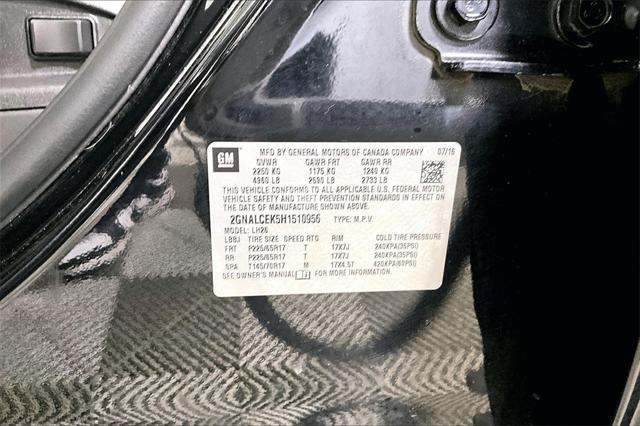 GM
MFD BY GENERAL MOTORS OF CANADA COMPANY 07/16
GVWR GAWR FRT GAWR RR
2250 KG 1175 KG 1240 KG
4960 LB 2590 LB 2733 LB
THIS VEHICLE CONFORMS TO ALL APPLICABLE U.S. FEDERAL MOTOR
VEHICLE SAFETY AND THEFT PREVENTION STANDARDS IN EFFECT ON
THE DATE OF MANUFACTURE SHOWN ABOVE.
2GNALCEK5H1510956 TYPE: M.P.V.
MODEL: LH26
LBBJ TIRE SIZE SPEED RTG RIM COLD TIRE PRESSURE
FRT P225/65R17 T 17X7J 240KPA(35PSI)
RR P225/65R17 T 17X7J 240KPA(35PSI)
SPA T145/70R17 M 17X4.5T 420KPA(60PSI)
SEE OWNER'S MANUAL FOR MORE INFORMATION.